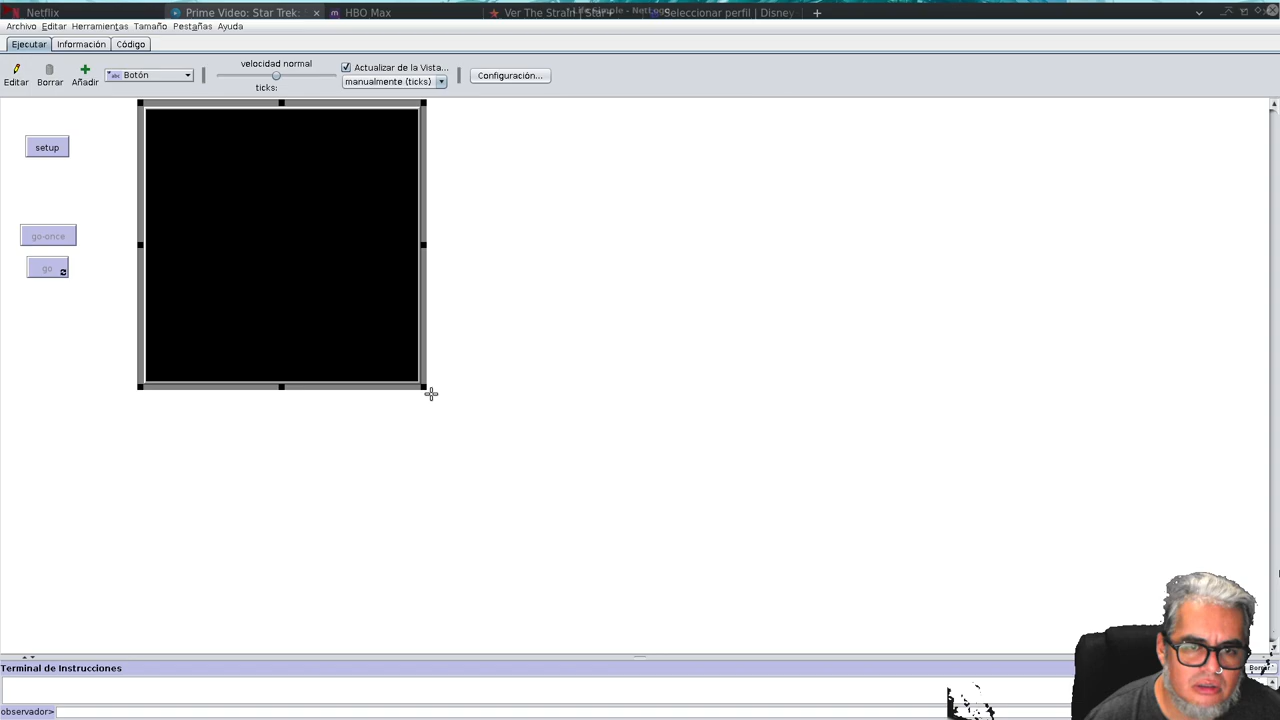 Netflix
Prime Video: Star Trek:
HBO Max
Ver The Strain | Star+
Seleccionar perfil | Disney
Archivo Editar Herramientas Tamaño Pestañas Ayuda
Ejecutar Información Código
velocidad normal
Actualizar de la Vista...
Editar Borrar Añadir
abc Botón
ticks:
manualmente (ticks)
Configuración...
setup
go-once
go
Terminal de Instrucciones
Borrar
observador>